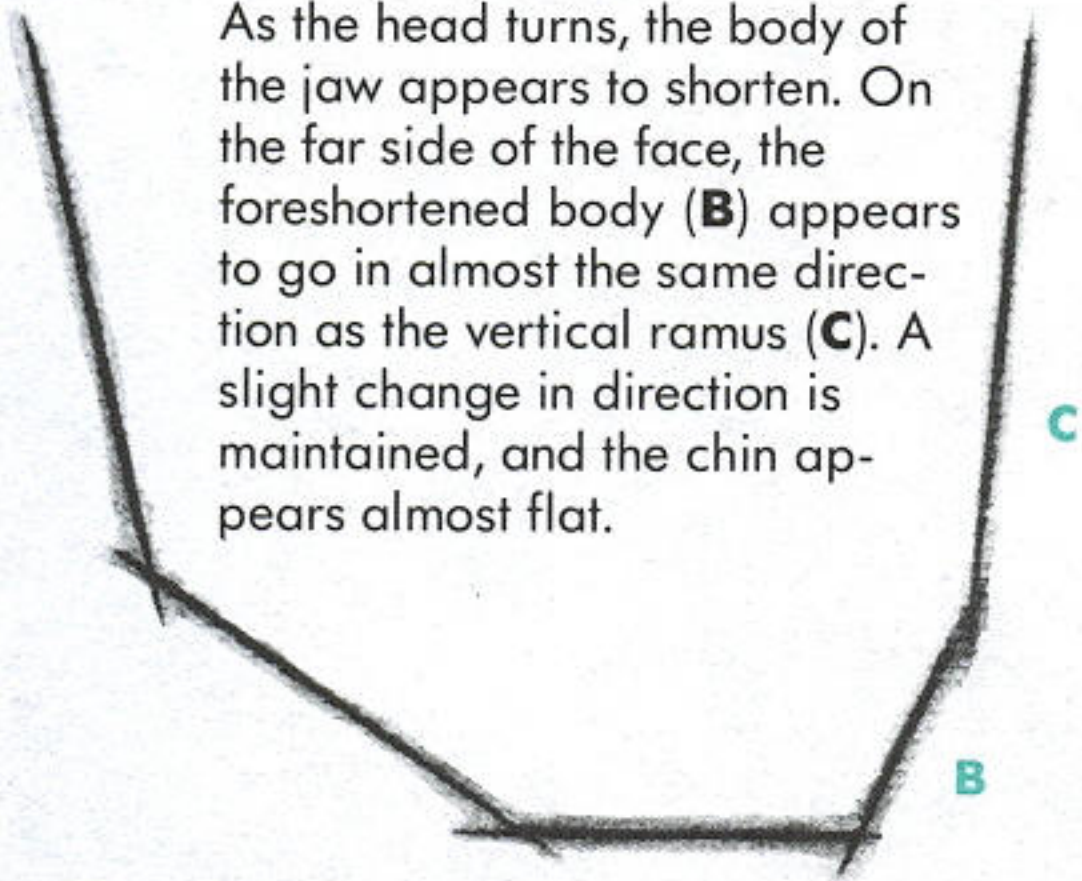 As the head turns, the body of
the jaw appears to shorten. On
the far side of the face, the
foreshortened body (B) appears
to go in almost the same direc-
tion as the vertical ramus (C). A
slight change in direction is
maintained, and the chin ap-
pears almost flat.
C
B